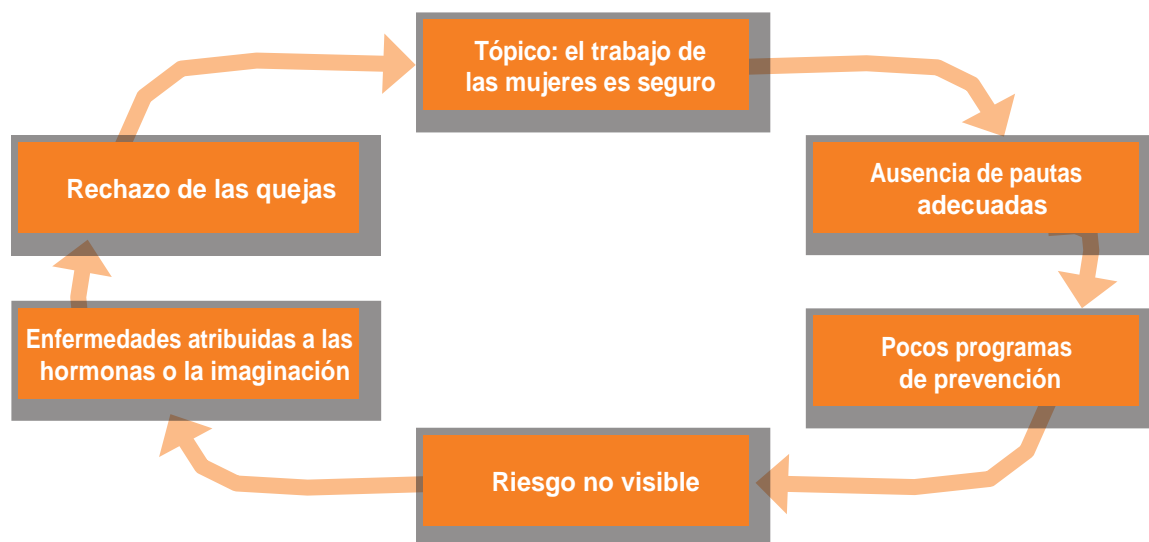 Tópico: el trabajo de
las mujeres es seguro
Ausencia de pautas
adecuadas
Pocos programas
de prevención
Riesgo no visible
Enfermedades atribuidas a las
hormonas o la imaginación
Rechazo de las quejas